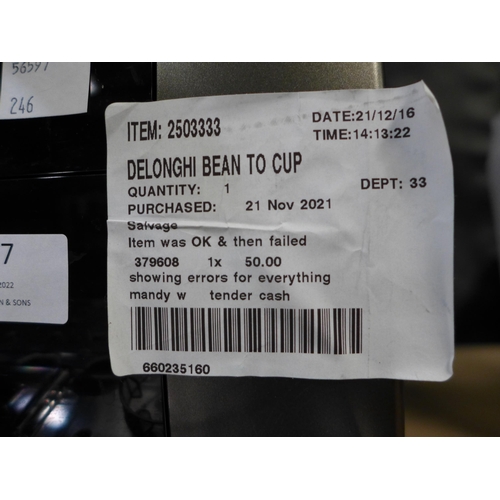 56597
246
ITEM: 2503333
DATE:21/12/16
TIME:14:13:22
DELONGHI BEAN TO CUP
QUANTITY: 1
DEPT: 33
PURCHASED: 21 Nov 2021
Salvage
Item was OK & then failed
379608 1x 50.00
showing errors for everything
mandy w tender cash
660235160
7
2022
N & SONS